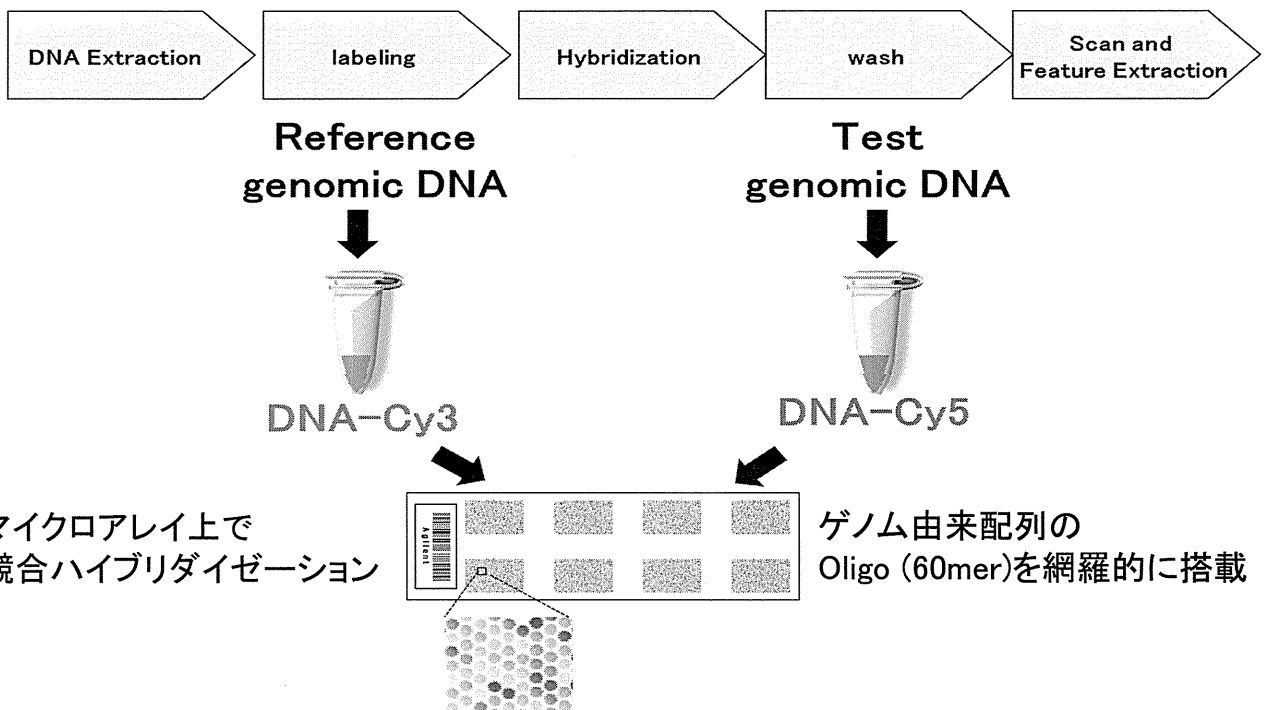 DNA Extraction
labeling
Hybridization
wash
Scan and
Feature Extraction
Reference
genomic DNA
Test
genomic DNA
DNA-Cy3
DNA-Cy5
マイクロアレイ上で
競合ハイブリダイゼーション
Agilent
ゲノム由来配列の
Oligo (60mer)を網羅的に搭載